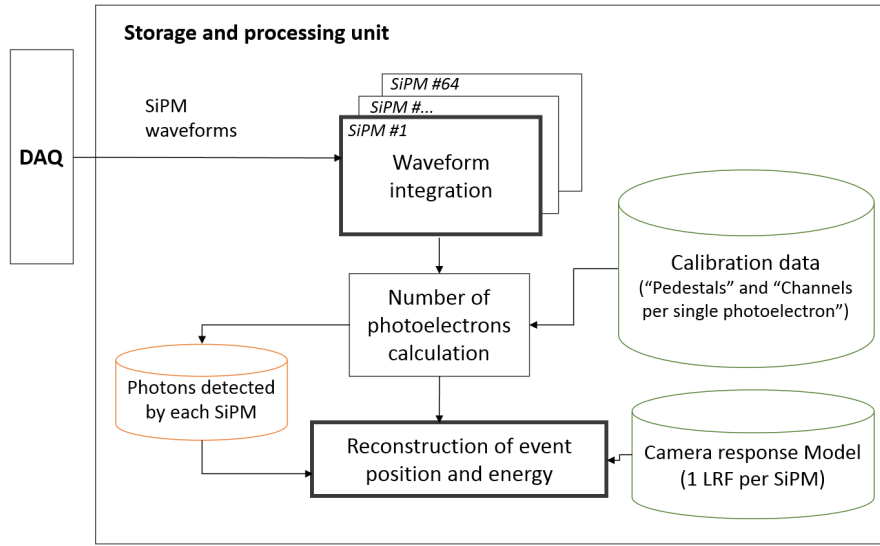 Storage and processing unit
DAQ
SiPM
waveforms
SiPM #64
SiPM #...
SiPM #1
Waveform
integration
Calibration data
(“Pedestals” and “Channels
per single photoelectron”)
Number of
photoelectrons
calculation
Photons detected
by each SiPM
Reconstruction of event
position and energy
Camera response Model
(1 LRF per SiPM)